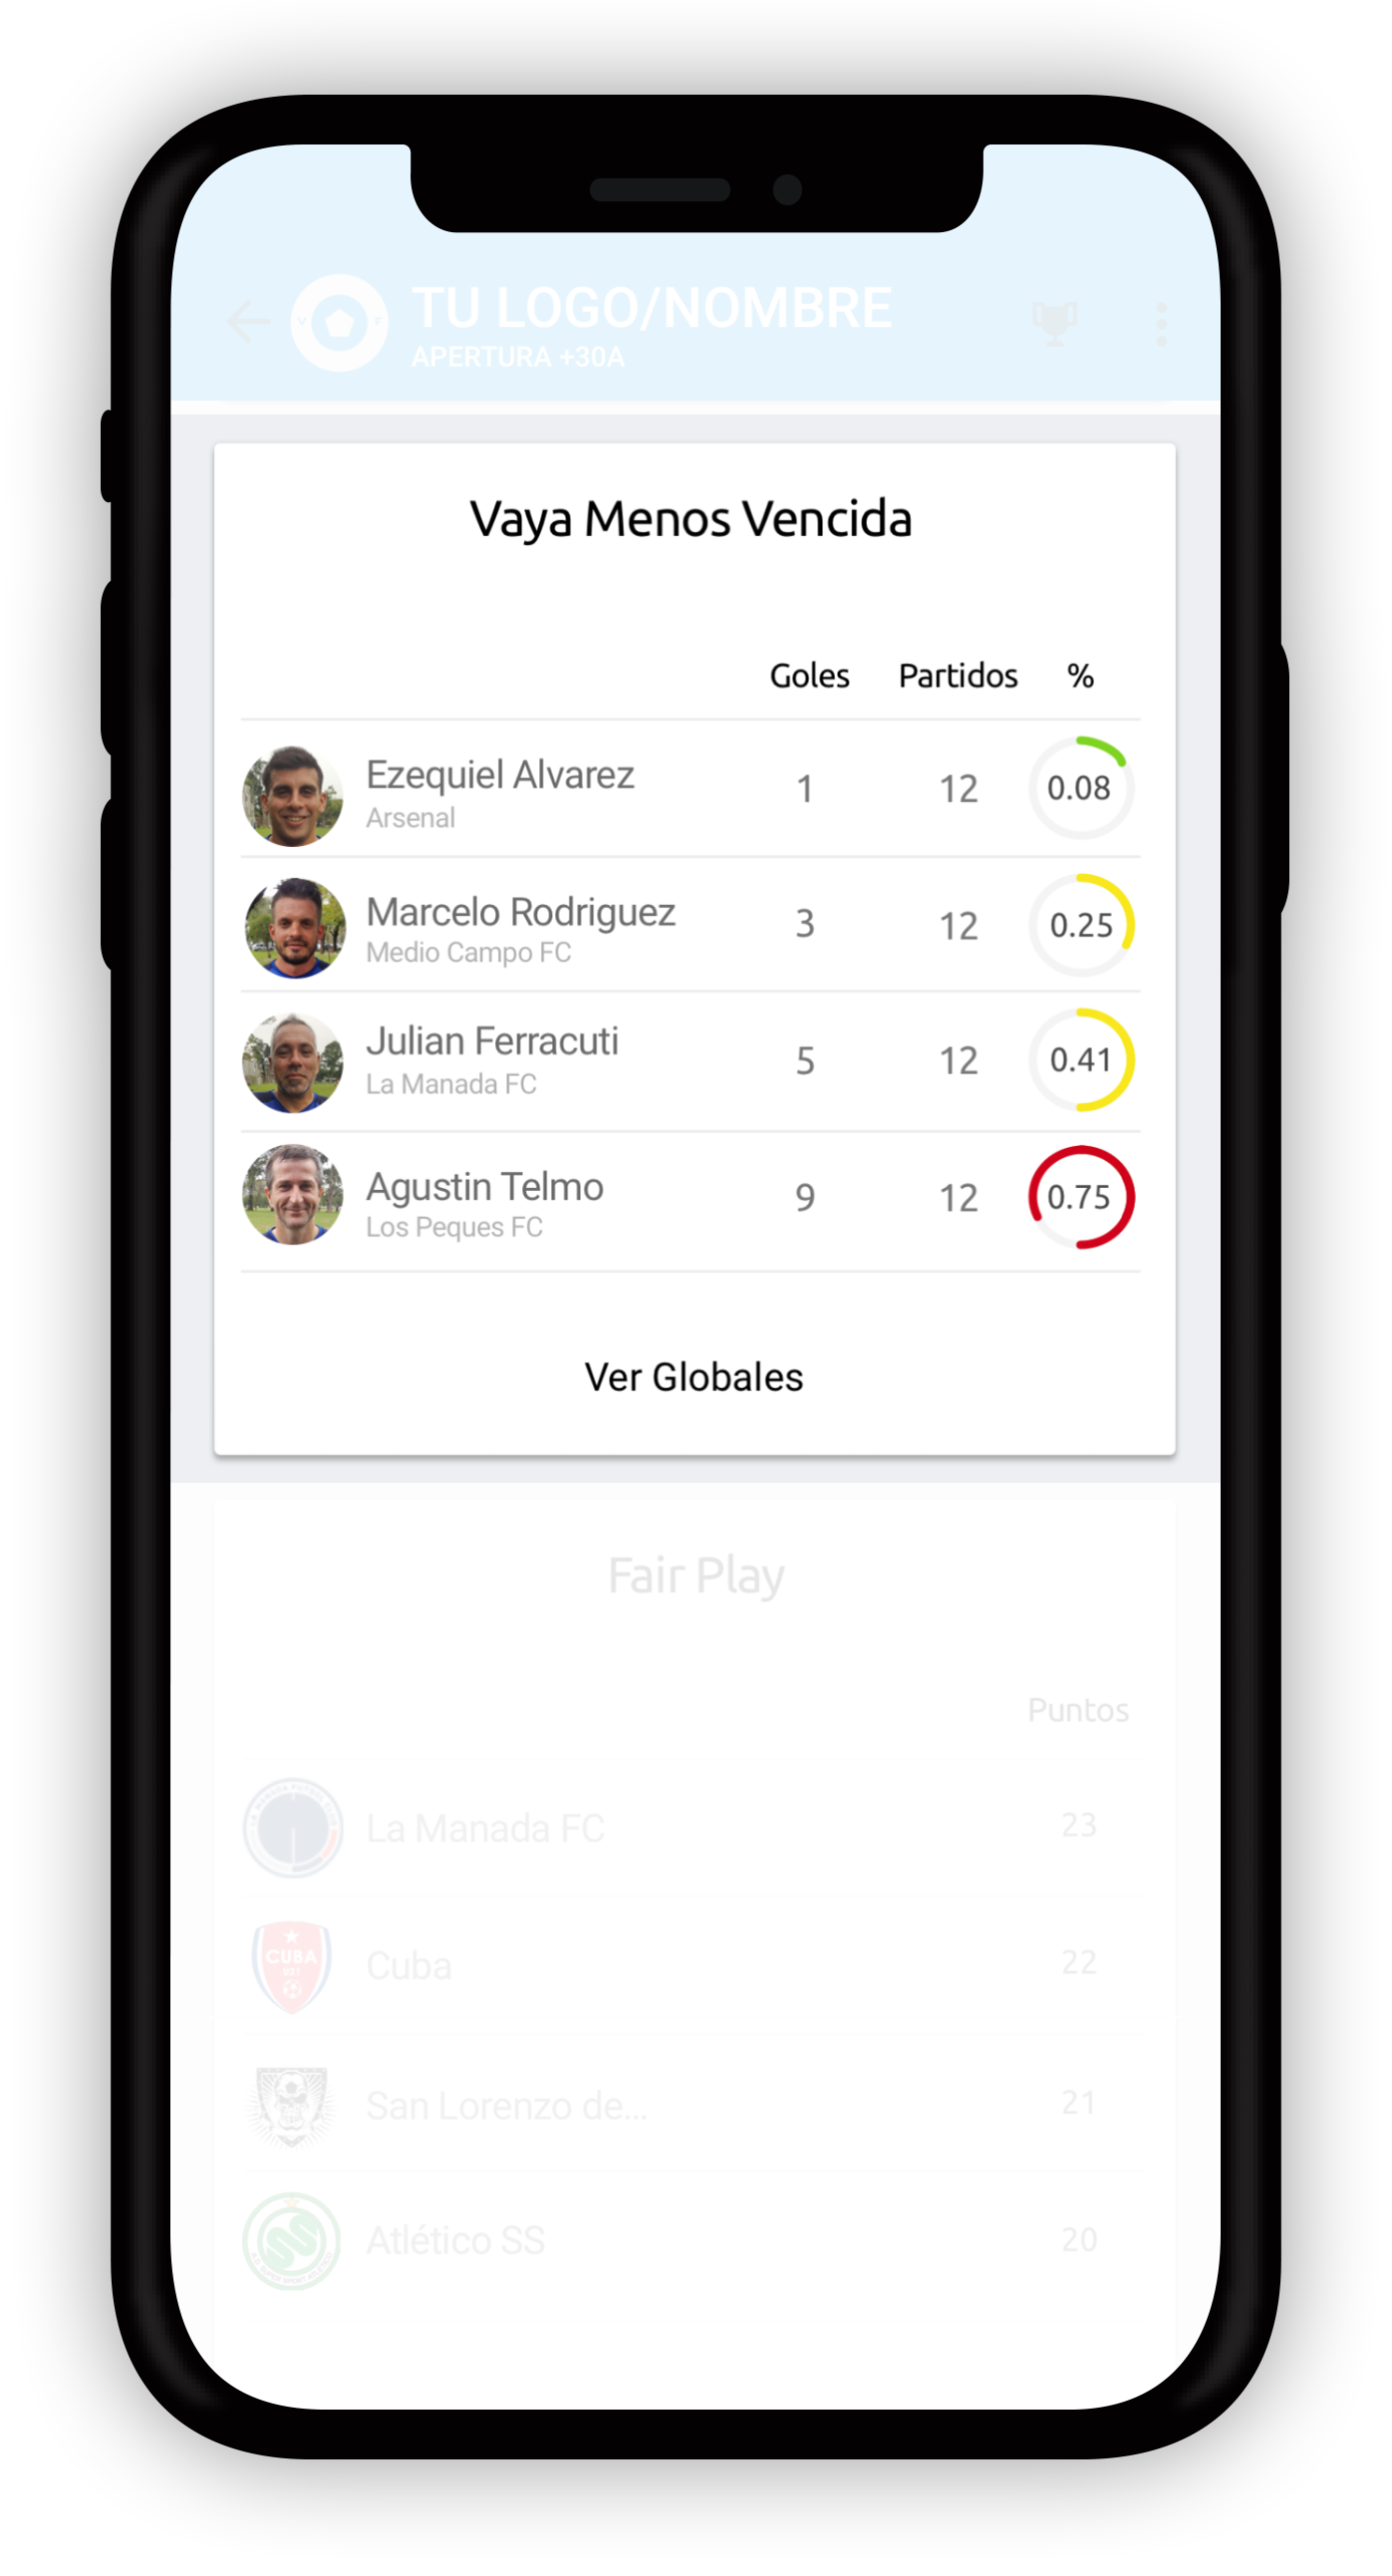 TU LOGO/NOMBRE
APERTURA +30A
Vaya Menos Vencida
Goles Partidos %
Ezequiel Alvarez 1 12 0.08
Arsenal
Marcelo Rodriguez 3 12 0.25
Medio Campo FC
Julian Ferracuti 5 12 0.41
La Manada FC
Agustin Telmo 9 12 0.75
Los Peques FC
Ver Globales
Fair Play
Puntos
La Manada FC 23
CUBA
Cuba 22
San Lorenzo de... 21
Atlético SS 20